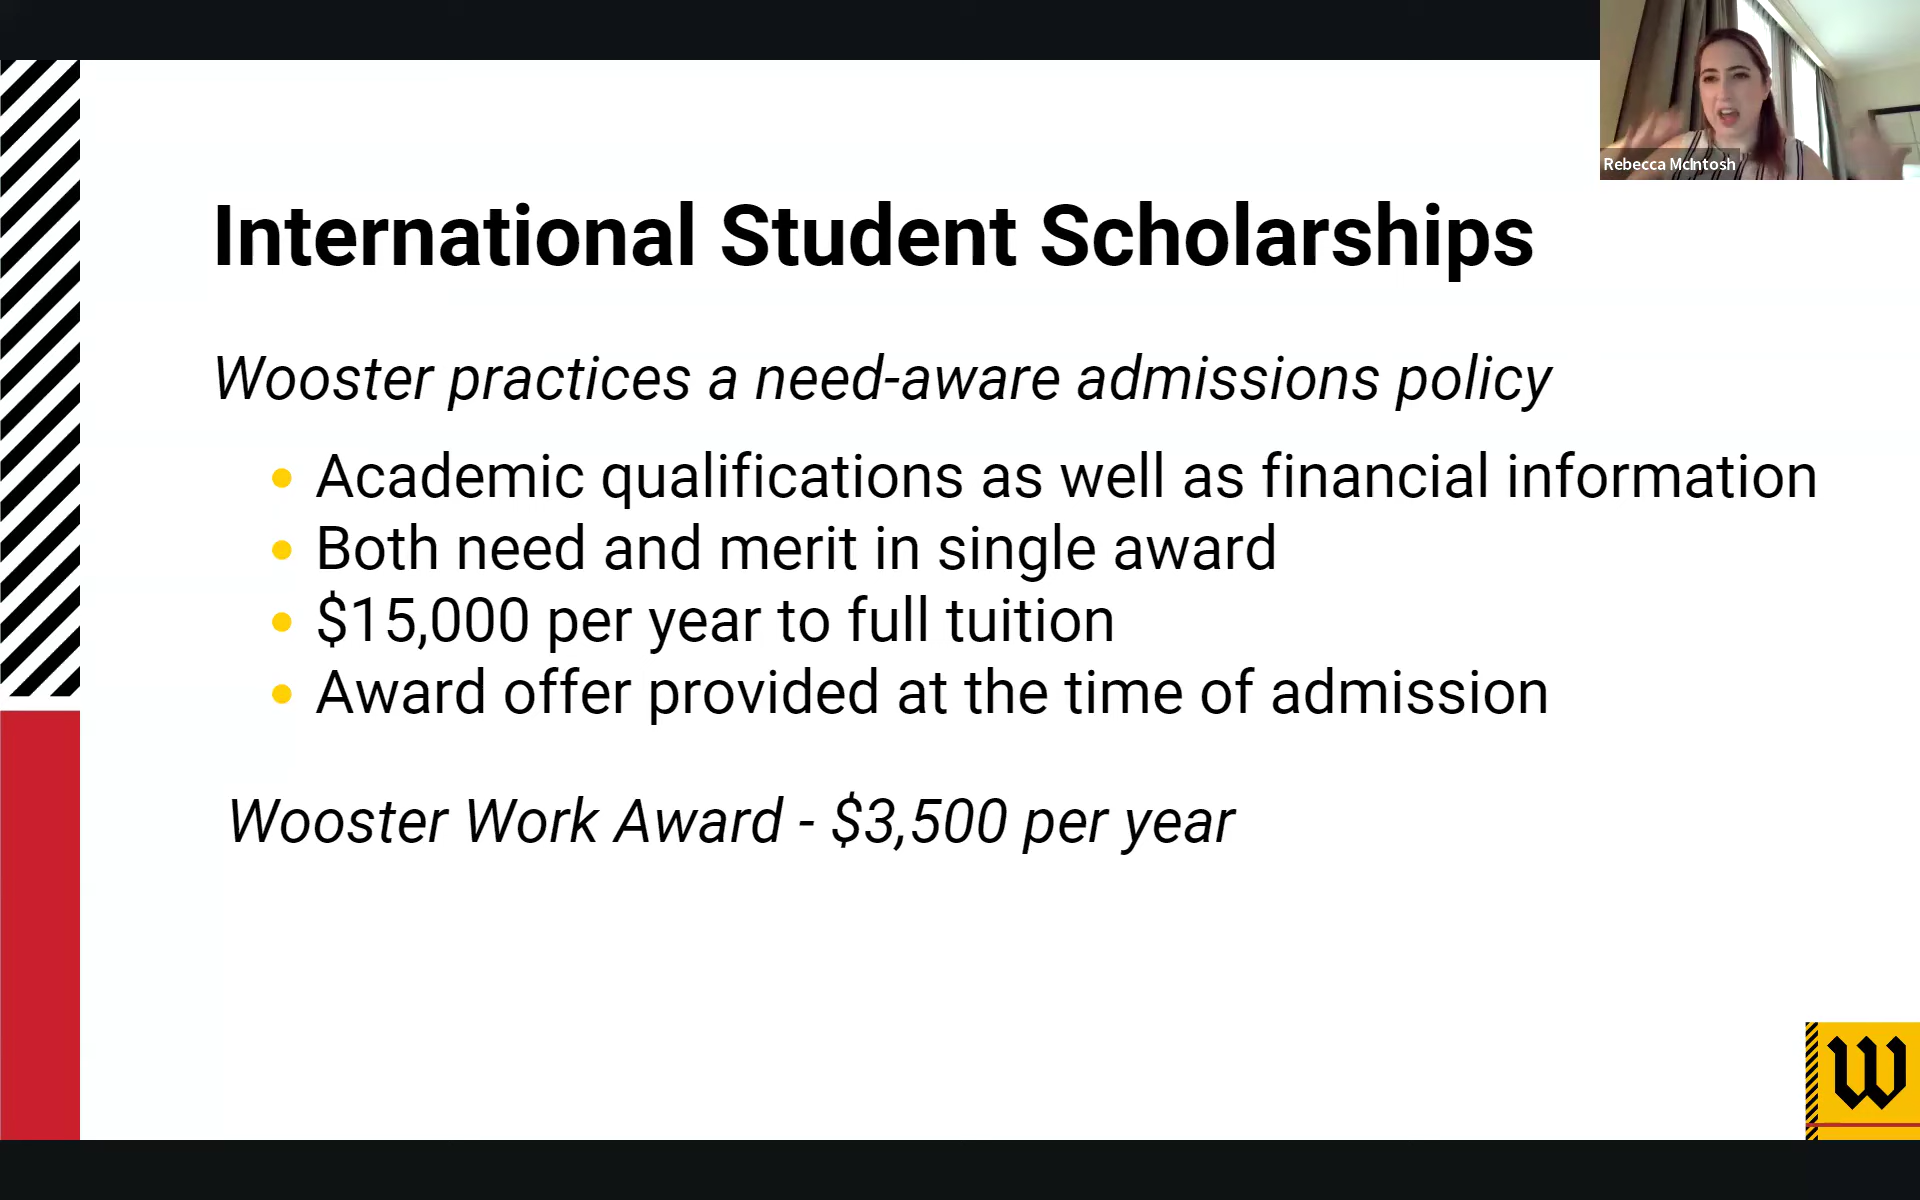 Rebecca McIntosh
International Student Scholarships
Wooster practices a need-aware admissions policy
• Academic qualifications as well as financial information
• Both need and merit in single award
• $15,000 per year to full tuition
• Award offer provided at the time of admission
Wooster Work Award - $3,500 per year
W